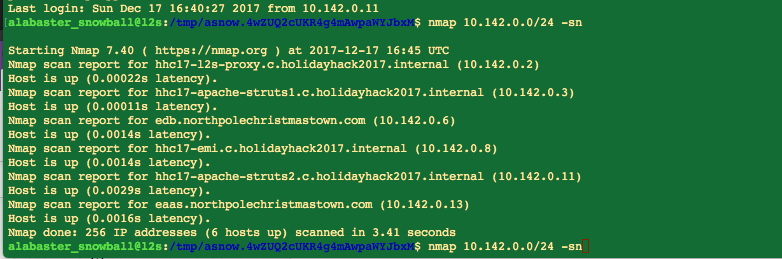 Last login: Sun Dec 17 16:40:27 2017 from 10.142.0.11
alabaster_snowball@l2s:/tmp/asnow.4wZUQ2cUKR4g4mAwpaWYJbxM$ nmap 10.142.0.0/24 -sn
Starting Nmap 7.40 ( https://nmap.org ) at 2017-12-17 16:45 UTC
Nmap scan report for hhc17-l2s-proxy.c.holidayhack2017.internal (10.142.0.2)
Host is up (0.00022s latency).
Nmap scan report for hhc17-apache-struts1.c.holidayhack2017.internal (10.142.0.3)
Host is up (0.00011s latency).
Nmap scan report for edb.northpolechristmastown.com (10.142.0.6)
Host is up (0.0014s latency).
Nmap scan report for hhc17-emi.c.holidayhack2017.internal (10.142.0.8)
Host is up (0.0014s latency).
Nmap scan report for hhc17-apache-struts2.c.holidayhack2017.internal (10.142.0.11)
Host is up (0.0029s latency).
Nmap scan report for eaas.northpolechristmastown.com (10.142.0.13)
Host is up (0.0016s latency).
Nmap done: 256 IP addresses (6 hosts up) scanned in 3.41 seconds
alabaster_snowball@l2s:/tmp/asnow.4wZUQ2cUKR4g4mAwpaWYJbxM$ nmap 10.142.0.0/24 -sn